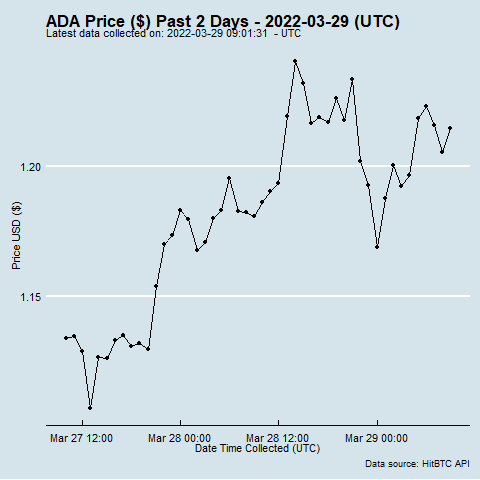 ADA Price ($) Past 2 Days - 2022-03-29 (UTC)
Latest data collected on: 2022-03-29 09:01:31 - UTC
Price USD ($)
1.20
1.15
Mar 27 12:00 Mar 28 00:00 Mar 28 12:00 Mar 29 00:00
Date Time Collected (UTC)
Data source: HitBTC API